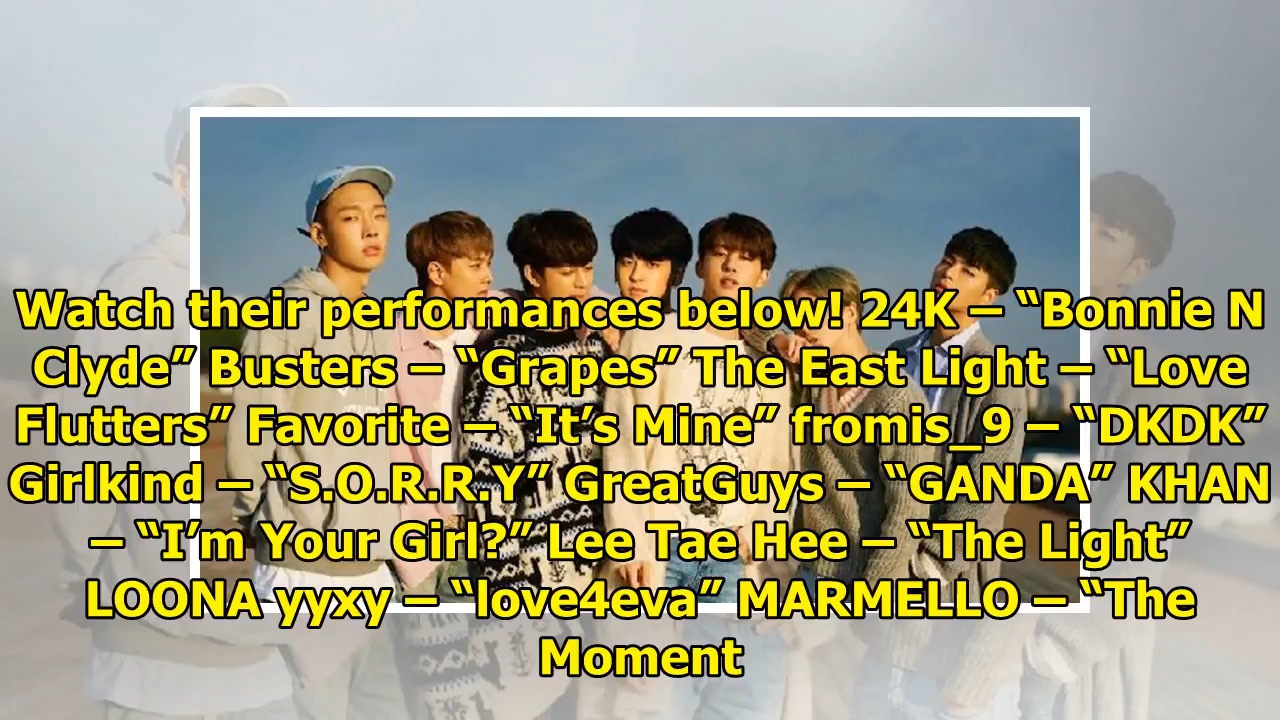 Watch their performances below! 24K – “Bonnie N
Clyde” Busters – “Grapes” The East Light – “Love
Flutters” Favorite – “It’s Mine” fromis_9 – “DKDK”
Girlkind – “S.O.R.R.Y” GreatGuys – “GANDA” KHAN
– “I’m Your Girl?” Lee Tae Hee – “The Light”
LOONA yyxy – “love4eva” MARMELLO – “The
Moment